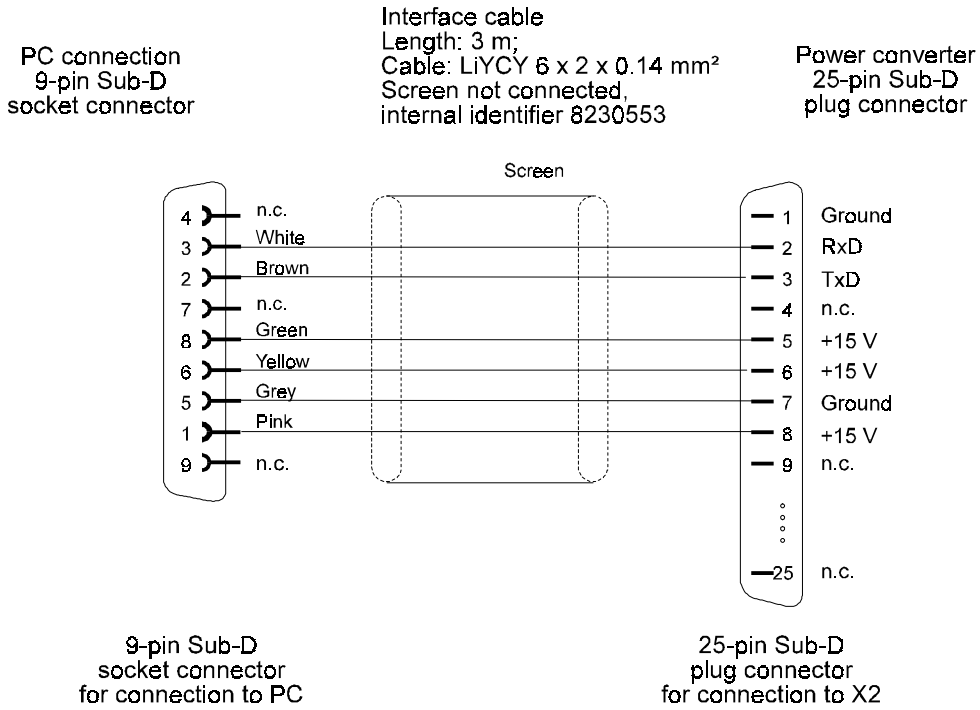 Interface cable
Length: 3 m;
Cable: LiYCY 6 x 2 x 0.14 mm²
Screen not connected,
internal identifier 8230553
PC connection
9-pin Sub-D
socket connector
Power converter
25-pin Sub-D
plug connector
Screen
4 n.c. 1 Ground
3 White 2 RxD
2 Brown 3 TxD
7 n.c. 4 n.c.
8 Green 5 +15 V
6 Yellow 6 +15 V
5 Grey 7 Ground
1 Pink 8 +15 V
9 n.c. 9 n.c.
25 n.c.
9-pin Sub-D
socket connector
for connection to PC
25-pin Sub-D
plug connector
for connection to X2